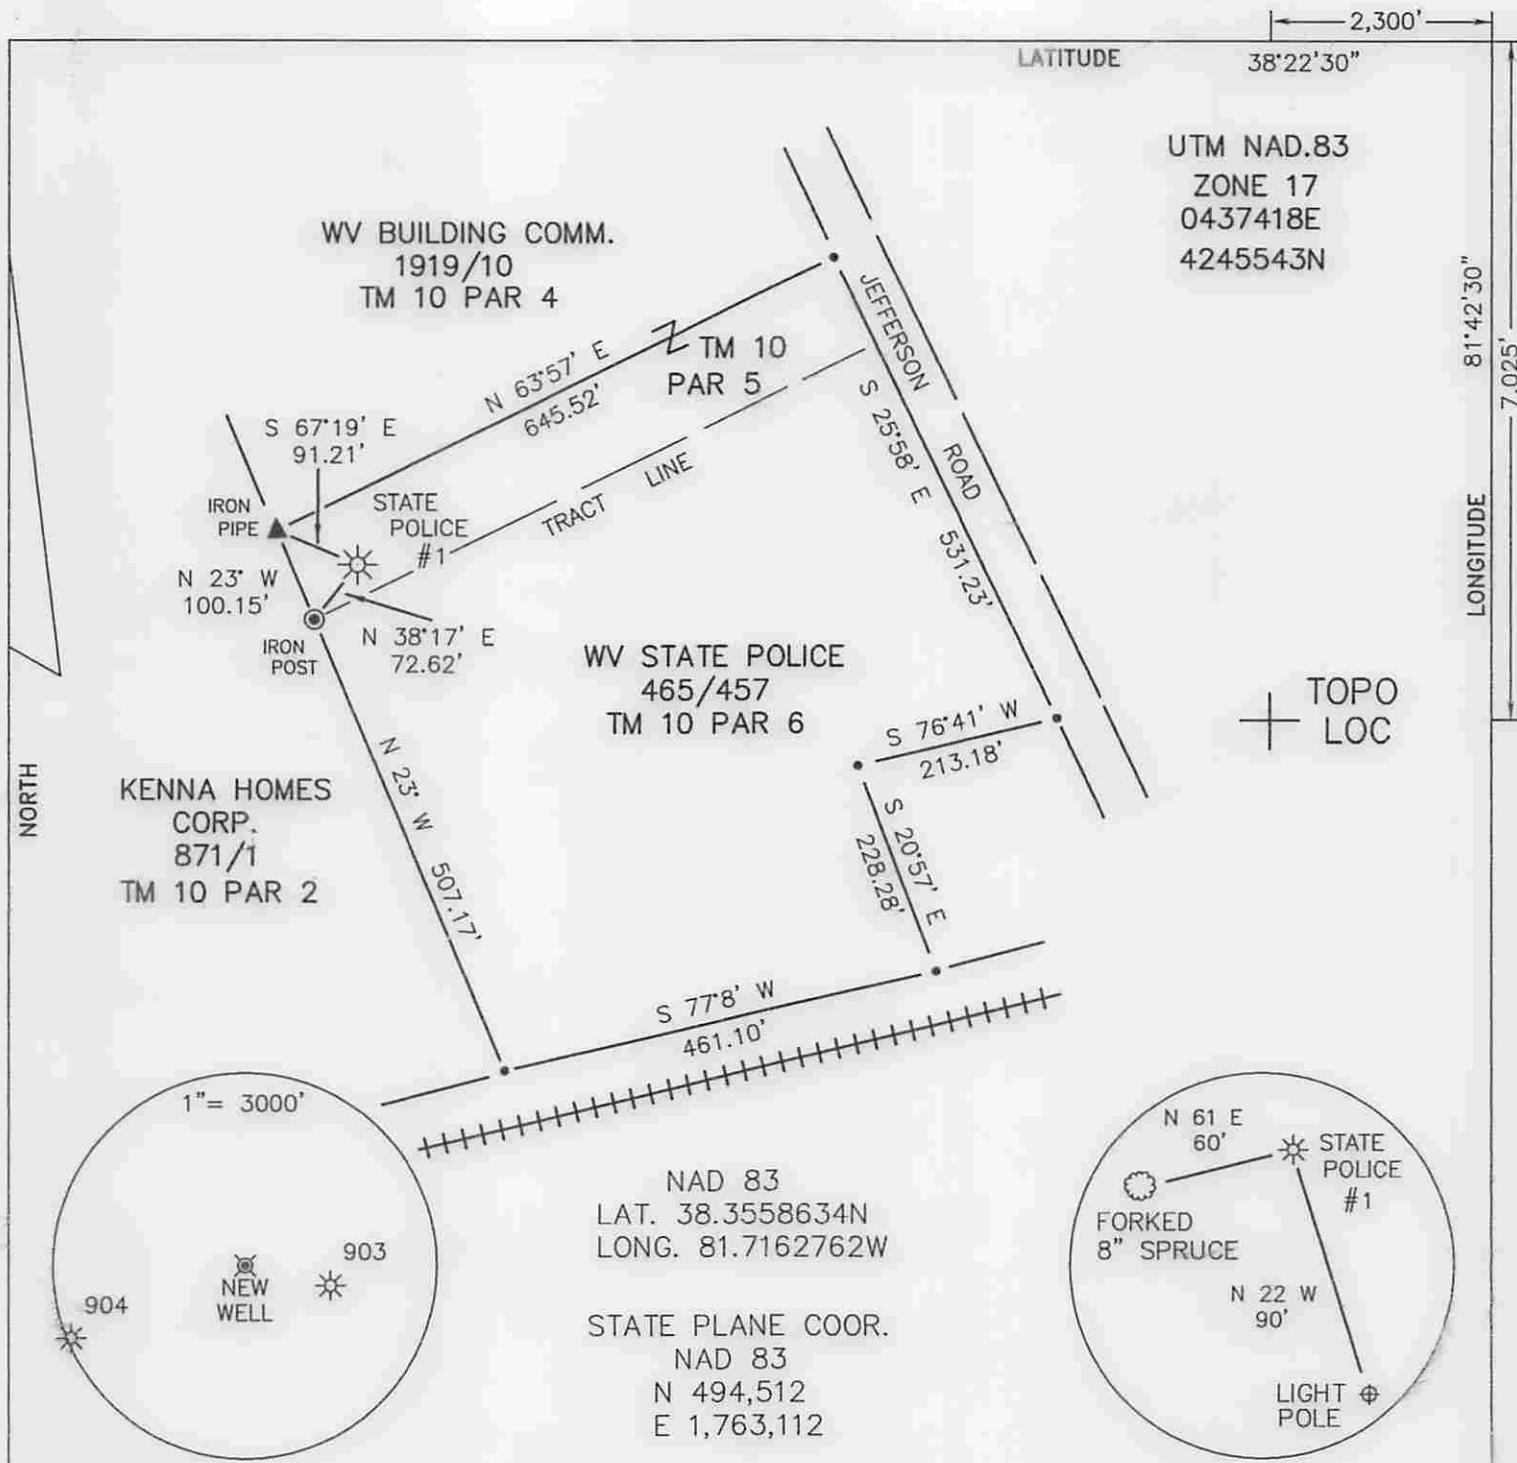 2,300'
LATITUDE 38°22'30"
UTM NAD.83
ZONE 17
0437418E
4245543N
81°42'30"
7,025'
LONGITUDE
WV BUILDING COMM.
1919/10
TM 10 PAR 4
JEFFERSON
ROAD
N 63°57' E
645.52'
TM 10
PAR 5
S 25°58' E 531.23'
S 67°19' E
91.21'
IRON
PIPE
STATE
POLICE
#1
TRACT LINE
N 23° W
100.15'
IRON
POST
N 38°17' E
72.62'
WV STATE POLICE
465/457
TM 10 PAR 6
TOPO
LOC
S 76°41' W
213.18'
NORTH
KENNA HOMES
CORP.
871/1
TM 10 PAR 2
N 23° W 507.17'
S 20°57' E
228.28'
S 77°8' W
461.10'
1"= 3000'
903
NEW
WELL
904
NAD 83
LAT. 38.3558634N
LONG. 81.7162762W
STATE PLANE COOR.
NAD 83
N 494,512
E 1,763,112
N 61 E
60'
STATE
POLICE
#1
FORKED
8" SPRUCE
N 22 W
90'
LIGHT
POLE